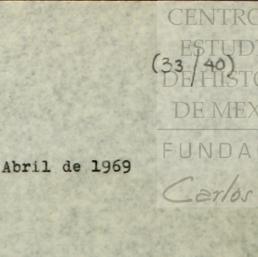 CENTRO
ESTUD
(33/40)
DE HISTO
DE MEX
FUNDA
Abril de 1969
Carlos